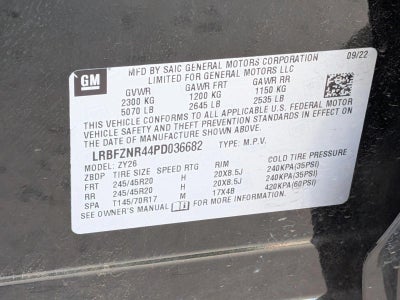 GM
MFD BY SAIC GENERAL MOTORS CORPORATION 09/22
LIMITED FOR GENERAL MOTORS LLC
GVWR GAWR FRT GAWR RR
2300 KG 1200 KG 1150 KG
5070 LB 2645 LB 2535 LB
THIS VEHICLE CONFORMS TO ALL APPLICABLE U.S. FEDERAL MOTOR
VEHICLE SAFETY AND THEFT PREVENTION STANDARDS IN EFFECT ON
THE DATE OF MANUFACTURE SHOWN ABOVE.
LRBFZNR44PD036682 TYPE: M.P.V.
MODEL: ZY26
ZBDP TIRE SIZE SPEED RTG RIM COLD TIRE PRESSURE
FRT 245/45R20 H 20X8.5J 240KPA(35PSI)
RR 245/45R20 H 20X8.5J 240KPA(35PSI)
SPA T145/70R17 M 17X4B 420KPA(60PSI)
SEE OWNER'S MANUAL FOR MORE INFORMATION.